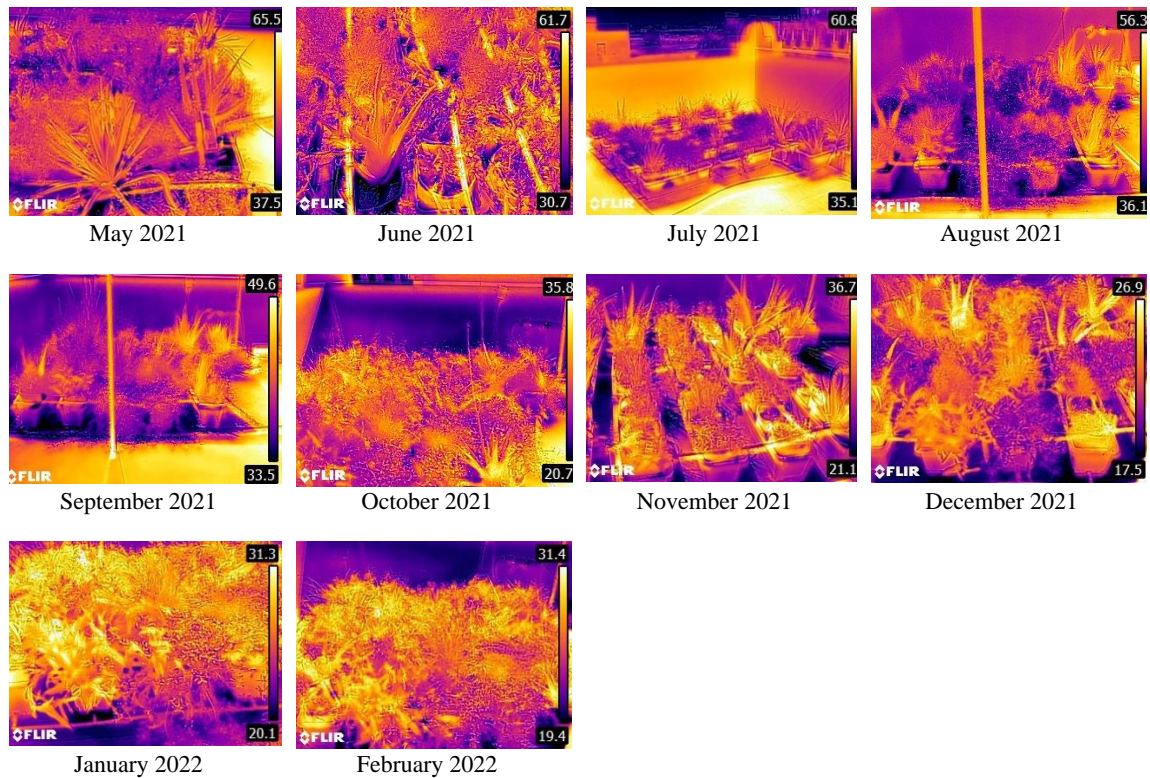 65.5
37.5
FLIR
May 2021
61.7
30.7
FLIR
June 2021
60.8
35.1
FLIR
July 2021
56.3
36.1
FLIR
August 2021
49.6
33.5
FLIR
September 2021
35.8
20.7
FLIR
October 2021
36.7
21.1
FLIR
November 2021
26.9
17.5
FLIR
December 2021
31.3
20.1
FLIR
January 2022
31.4
19.4
FLIR
February 2022